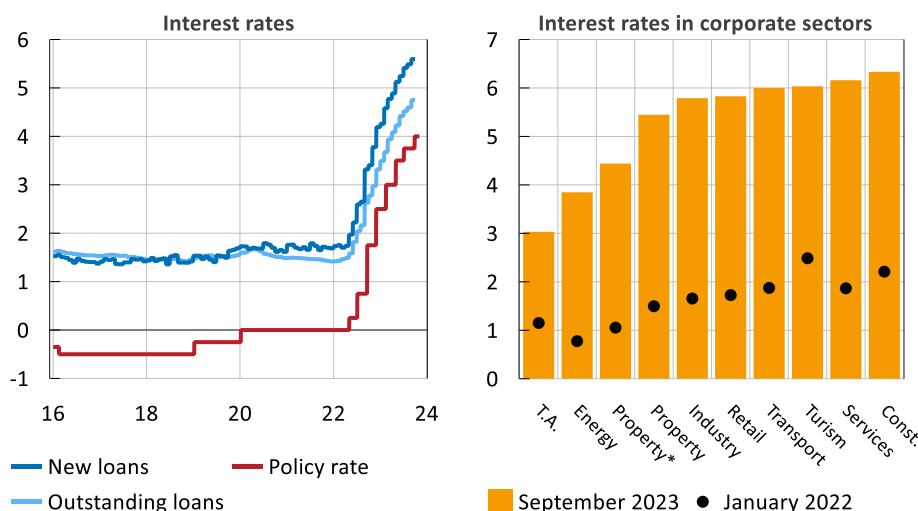 Interest rates
6
5
4
3
2
1
0
-1
16 18 20 22 24
New loans
Policy rate
Outstanding loans
Interest rates in corporate sectors
7
6
5
4
3
2
1
0
T.A.
Energy
Property*
Property
Industry
Retail
Transport
Turism
Services
Const.
September 2023
January 2022